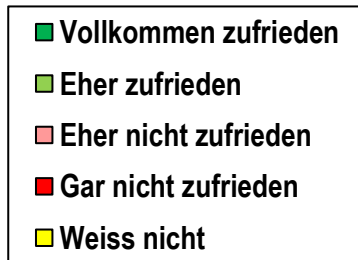 Vollkommen zufrieden
Eher zufrieden
Eher nicht zufrieden
Gar nicht zufrieden
Weiss nicht